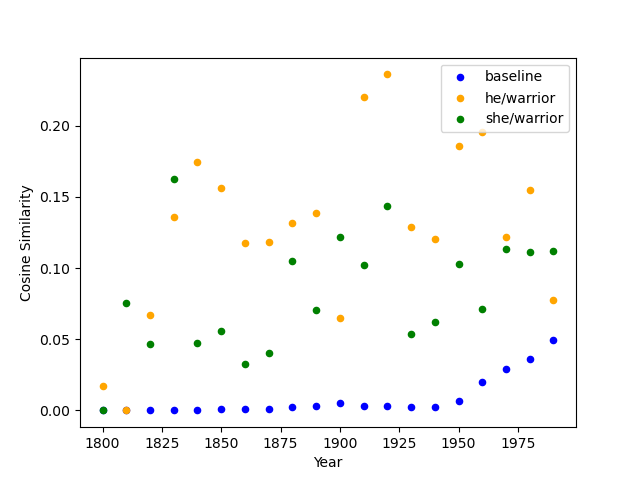 baseline
he/warrior
she/warrior
0.20
0.15
0.10
0.05
0.00
Cosine Similarity
1800 1825 1850 1875 1900 1925 1950 1975
Year